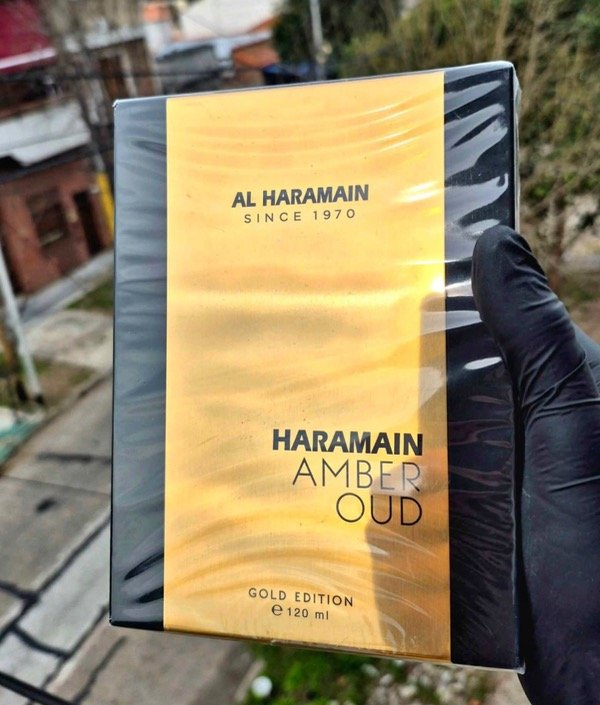 AL HARAMAIN
SINCE 1970
HARAMAIN
AMBER
OUD
GOLD EDITION
℮ 120 ml